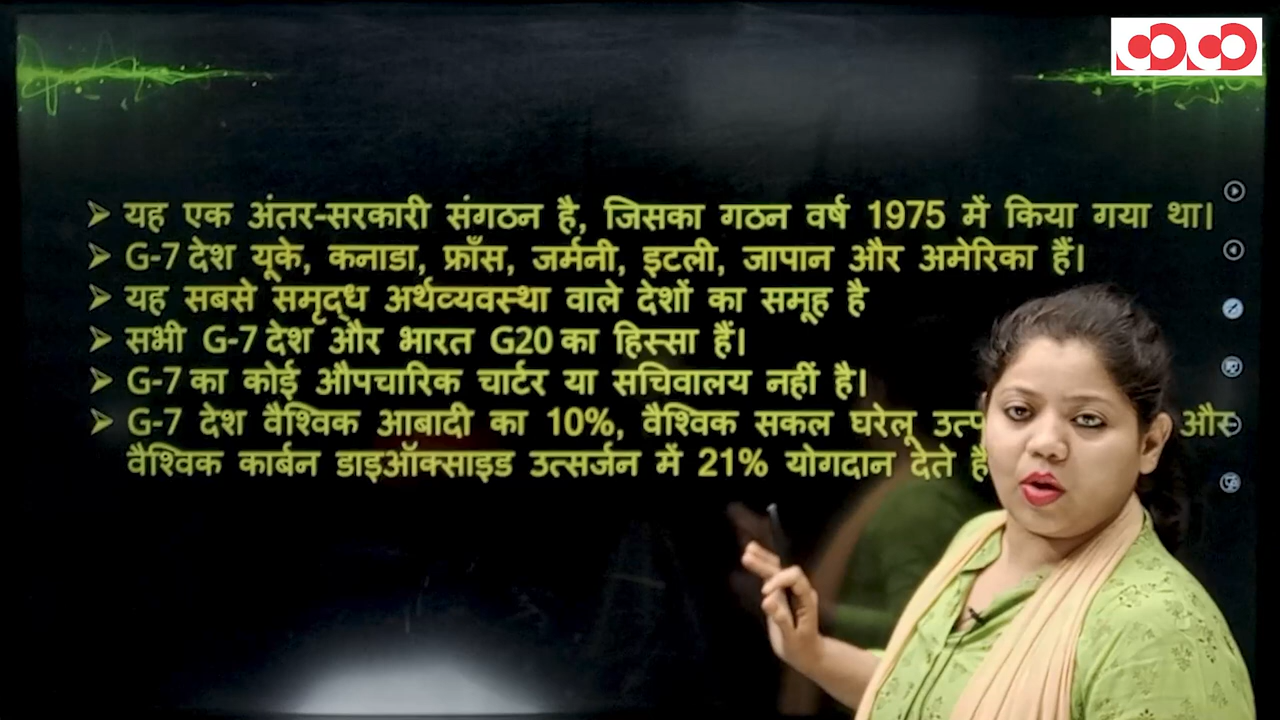 यह एक अंतर-सरकारी संगठन है, जिसका गठन वर्ष 1975 में किया गया था।
G-7 देश यूके, कनाडा, फ्राँस, जर्मनी, इटली, जापान और अमेरिका हैं।
यह सबसे समृद्ध अर्थव्यवस्था वाले देशों का समूह है
सभी G-7 देश और भारत G20 का हिस्सा हैं।
G-7 का कोई औपचारिक चार्टर या सचिवालय नहीं है।
G-7 देश वैश्विक आबादी का 10%, वैश्विक सकल घरेलू और
वैश्विक कार्बन डाइऑक्साइड उत्सर्जन में 21% योगदान देते